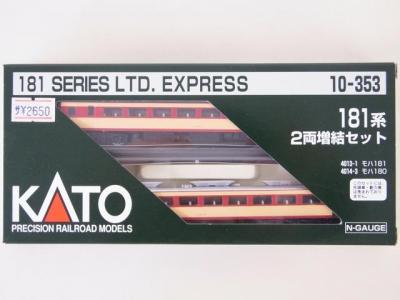 181 SERIES LTD. EXPRESS
10-353
サ¥2650
181系
2両増結セット
4013-1 モハ181
4014-3 モハ180
KATO
PRECISION RAILROAD MODELS
N-GAUGE